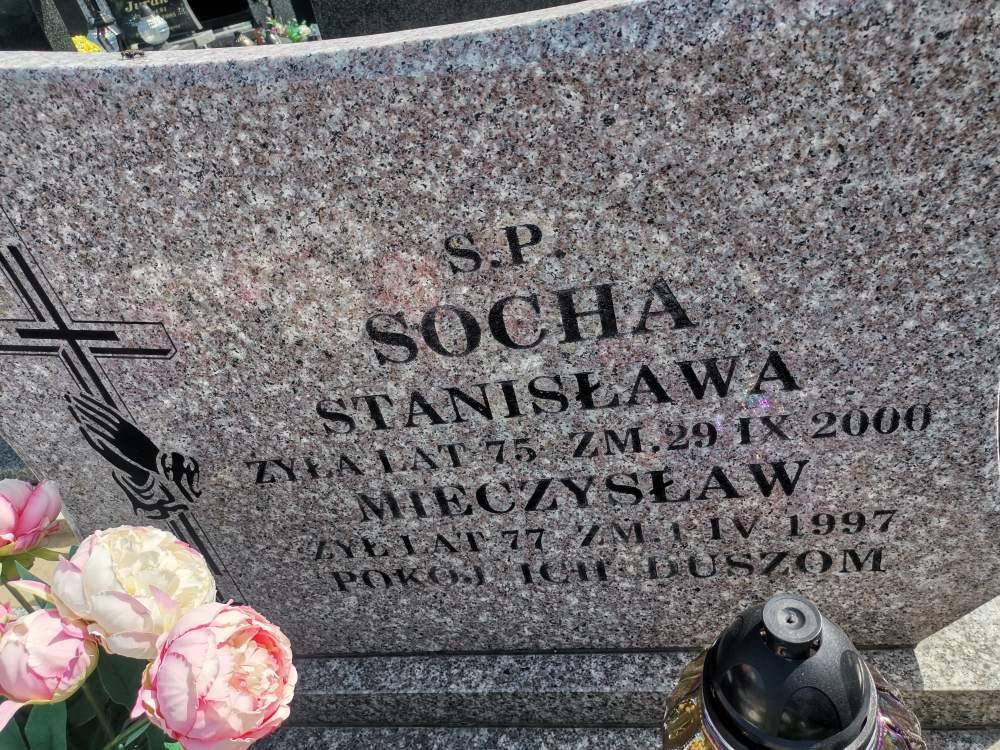 S.P.
SOCHA
STANISŁAWA
ŻYŁA LAT 75 ZM. 29 IX 2000
MIECZYSŁAW
ŻYŁ LAT 77 ZM. 1 IV 1997
POKÓJ ICH DUSZOM